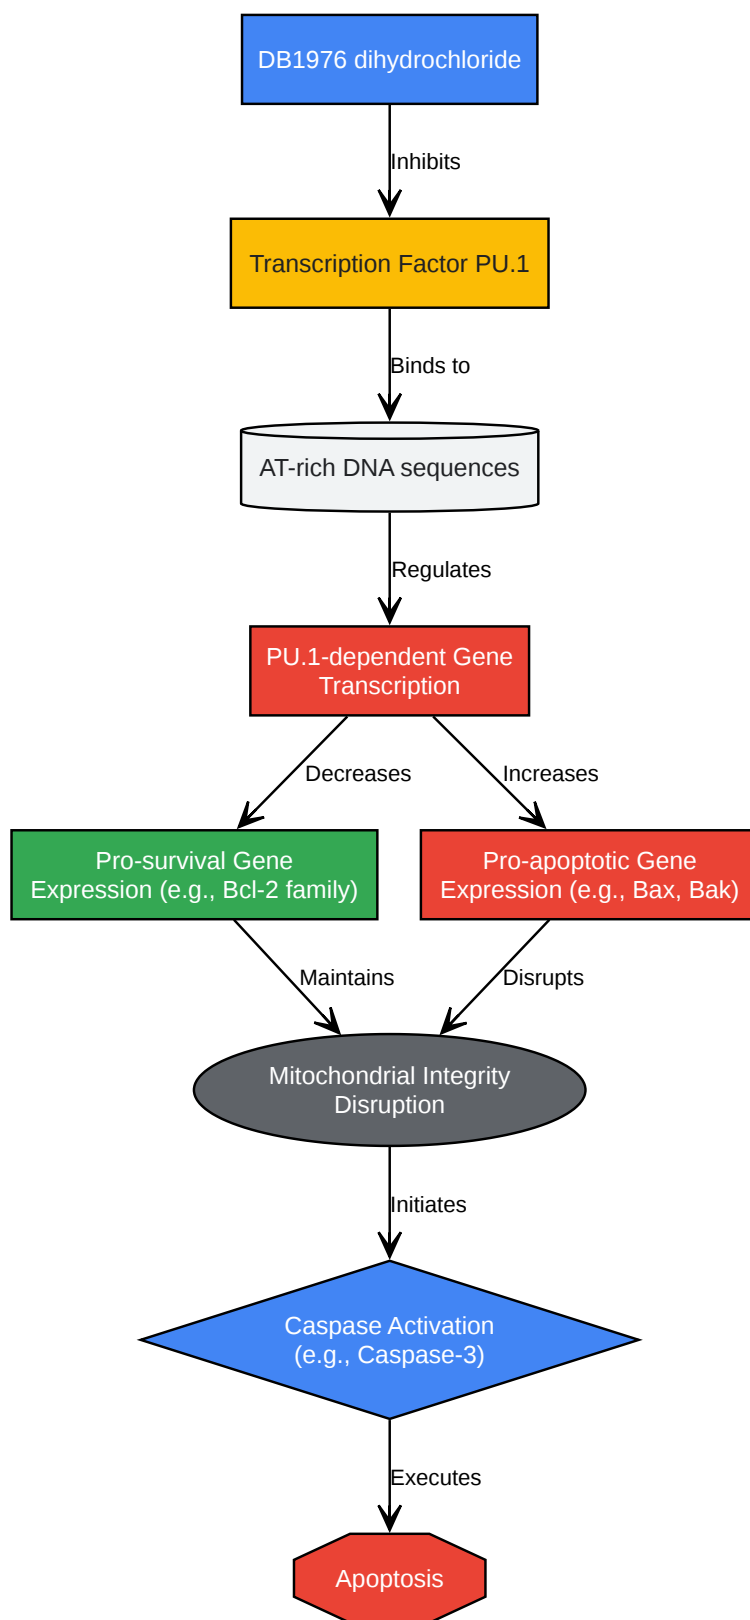 DB1976 dihydrochloride
Inhibits
Transcription Factor PU.1
Binds to
AT-rich DNA sequences
Regulates
PU.1-dependent Gene
Transcription
Decreases
Increases
Pro-survival Gene
Expression (e.g., Bcl-2 family)
Pro-apoptotic Gene
Expression (e.g., Bax, Bak)
Maintains
Disrupts
Mitochondrial Integrity
Disruption
Initiates
Caspase Activation
(e.g., Caspase-3)
Executes
Apoptosis